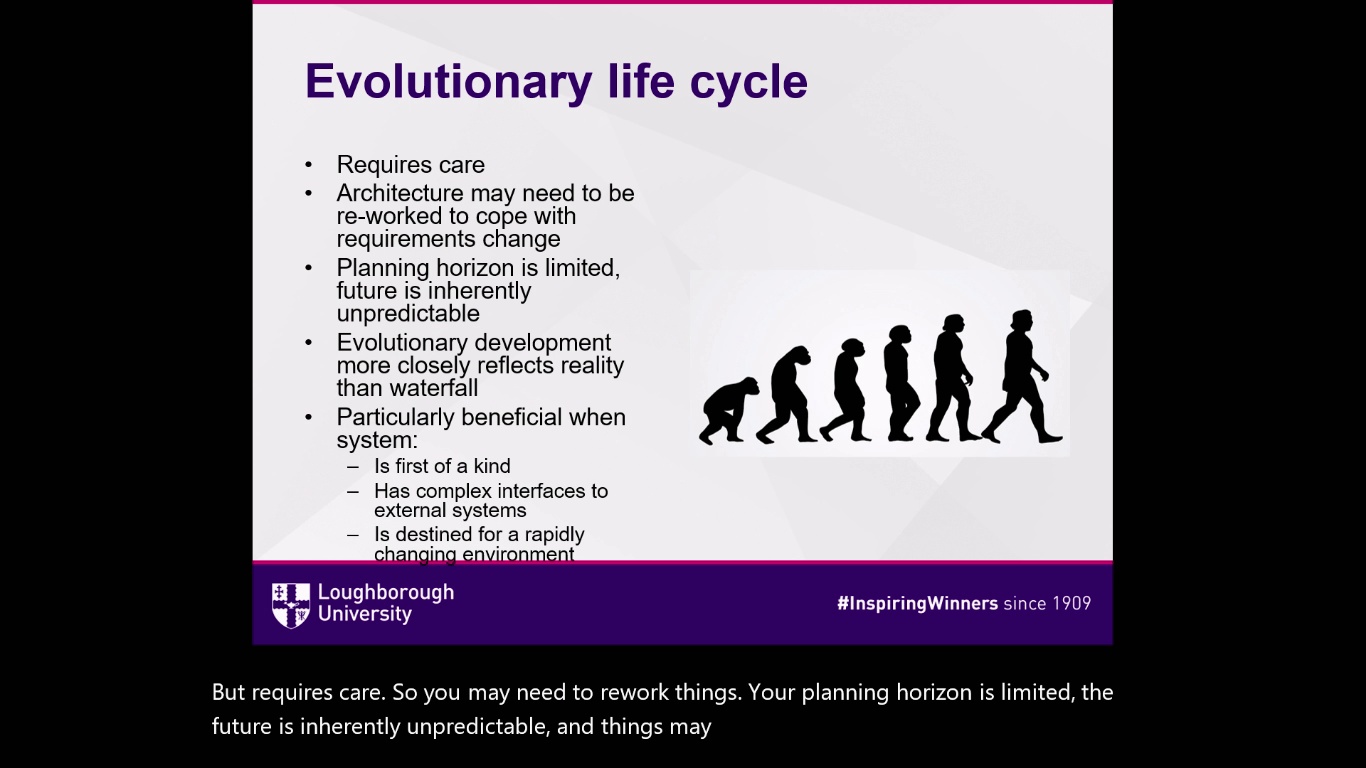 Evolutionary life cycle
• Requires care
• Architecture may need to be
re-worked to cope with
requirements change
• Planning horizon is limited,
future is inherently
unpredictable
• Evolutionary development
more closely reflects reality
than waterfall
• Particularly beneficial when
system:
– Is first of a kind
– Has complex interfaces to
external systems
– Is destined for a rapidly
changing environment
Loughborough
University
#InspiringWinners since 1909
But requires care. So you may need to rework things. Your planning horizon is limited, the
future is inherently unpredictable, and things may